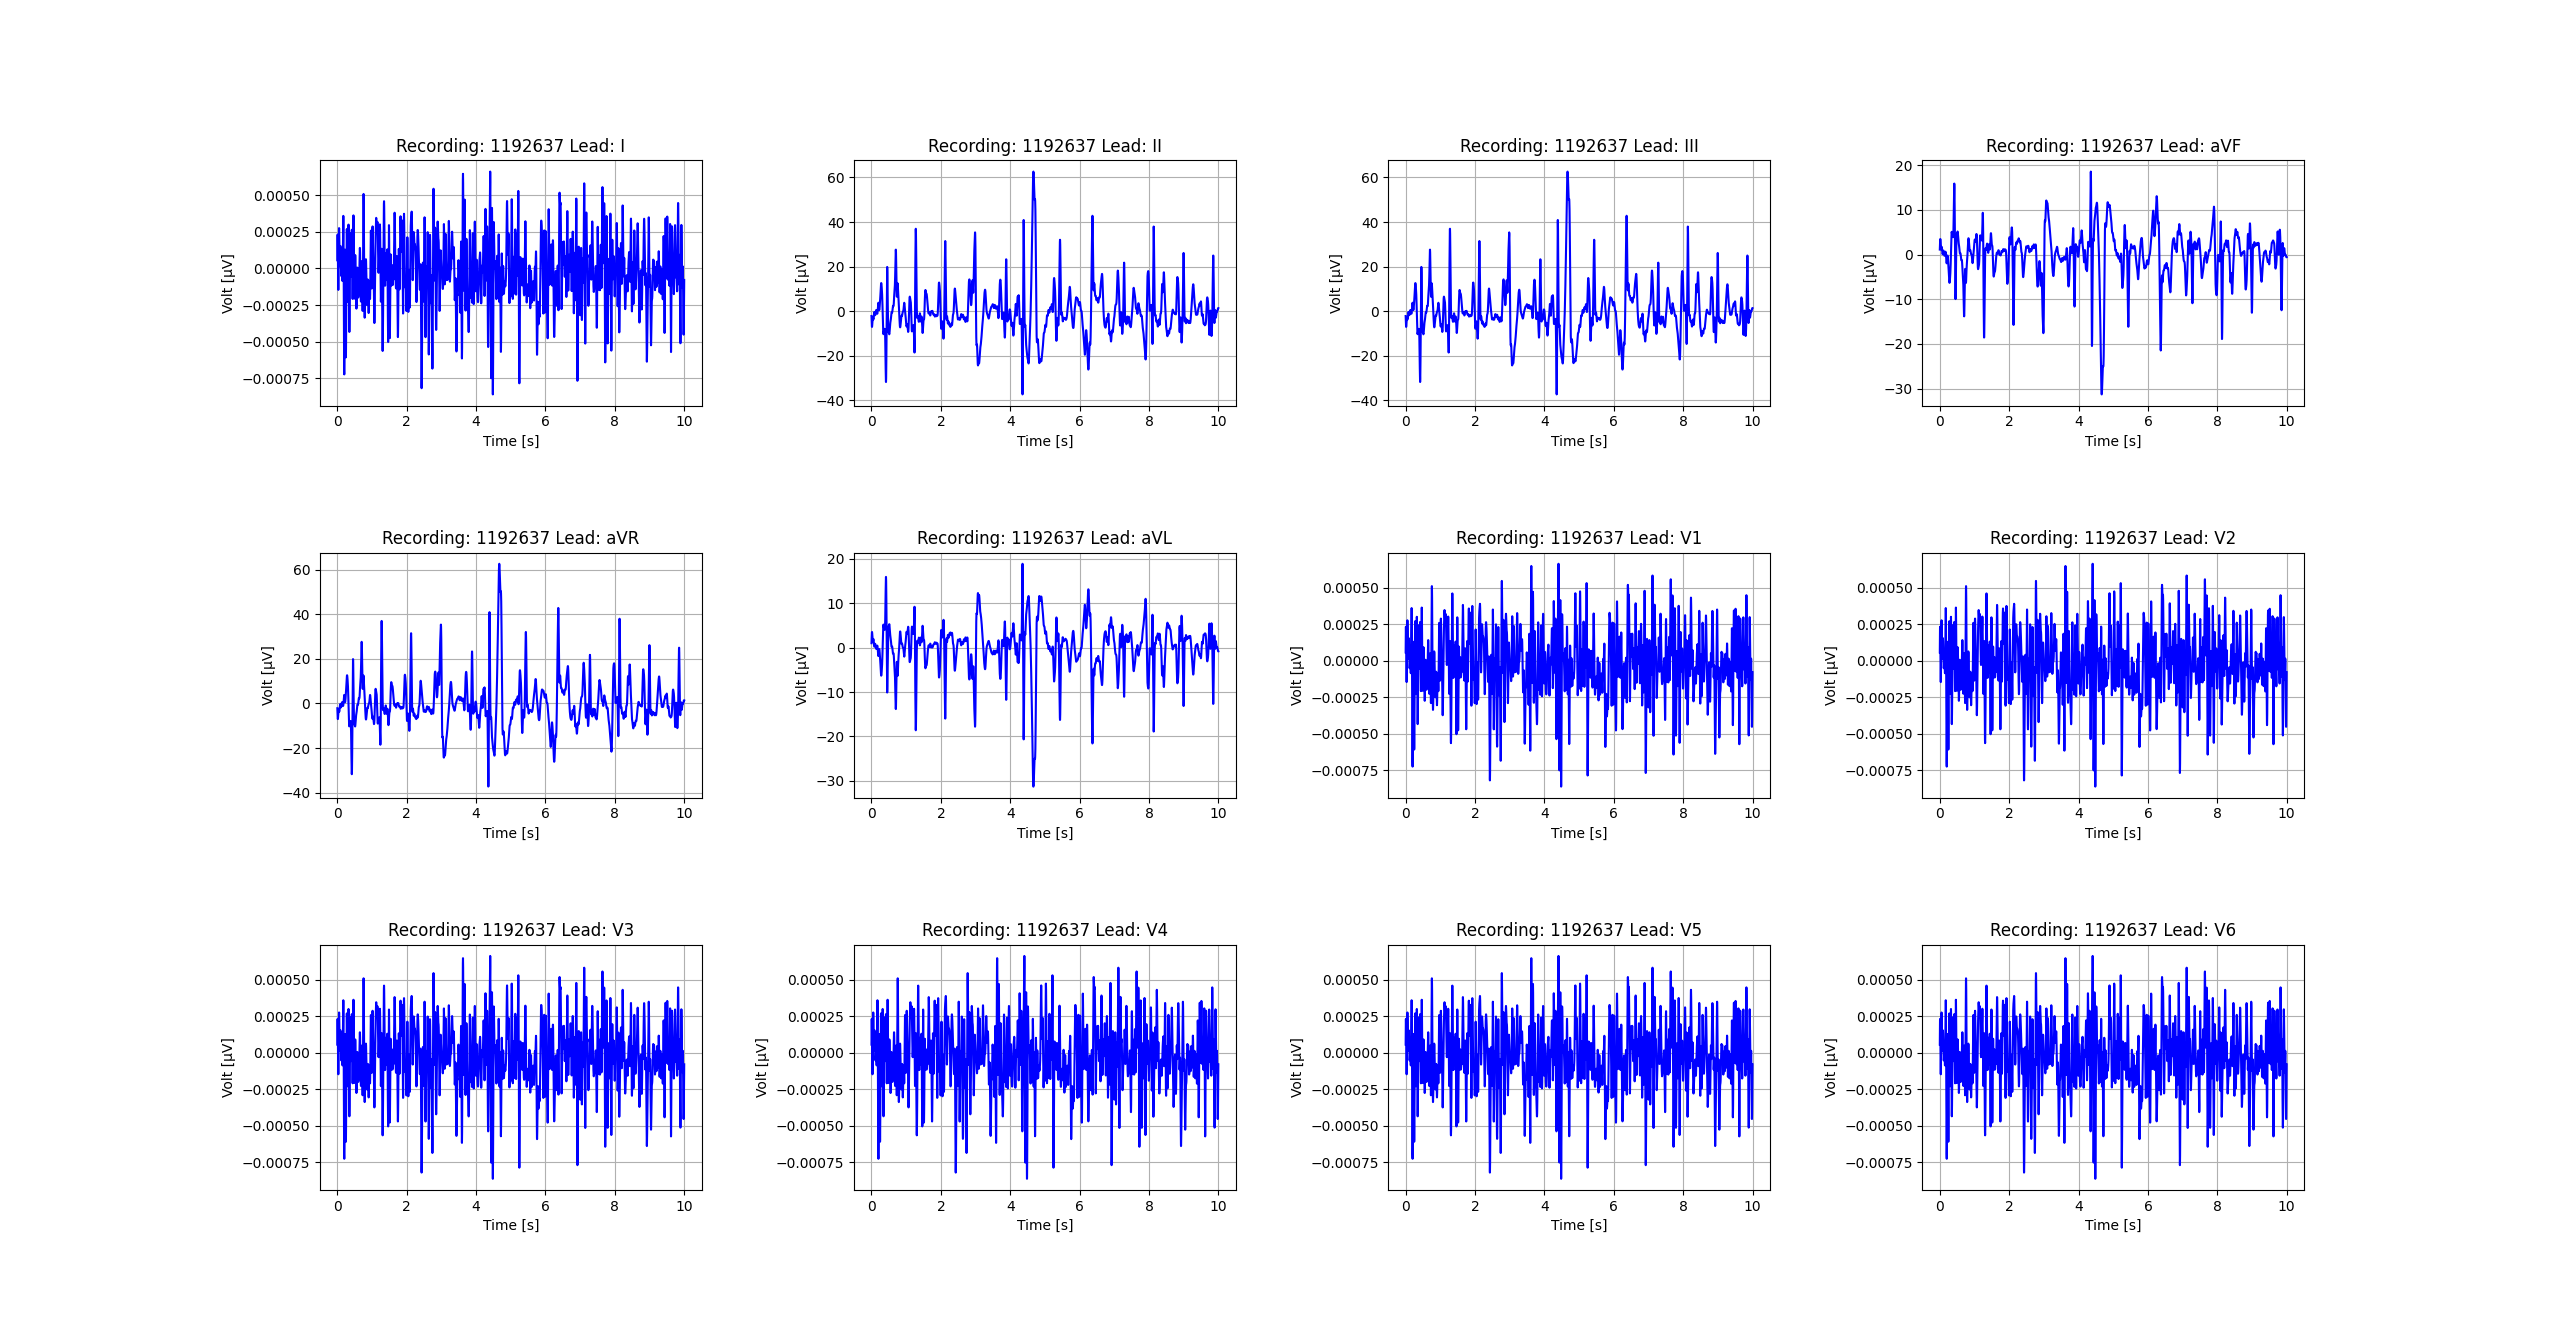 Recording: 1192637 Lead: I
Volt [µV]
0.00050
0.00025
0.00000
−0.00025
−0.00050
−0.00075
0 2 4 6 8 10
Time [s]
Recording: 1192637 Lead: II
Volt [µV]
60
40
20
0
−20
−40
0 2 4 6 8 10
Time [s]
Recording: 1192637 Lead: III
Volt [µV]
60
40
20
0
−20
−40
0 2 4 6 8 10
Time [s]
Recording: 1192637 Lead: aVF
Volt [µV]
20
10
0
−10
−20
−30
0 2 4 6 8 10
Time [s]
Recording: 1192637 Lead: aVR
Volt [µV]
60
40
20
0
−20
−40
0 2 4 6 8 10
Time [s]
Recording: 1192637 Lead: aVL
Volt [µV]
20
10
0
−10
−20
−30
0 2 4 6 8 10
Time [s]
Recording: 1192637 Lead: V1
Volt [µV]
0.00050
0.00025
0.00000
−0.00025
−0.00050
−0.00075
0 2 4 6 8 10
Time [s]
Recording: 1192637 Lead: V2
Volt [µV]
0.00050
0.00025
0.00000
−0.00025
−0.00050
−0.00075
0 2 4 6 8 10
Time [s]
Recording: 1192637 Lead: V3
Volt [µV]
0.00050
0.00025
0.00000
−0.00025
−0.00050
−0.00075
0 2 4 6 8 10
Time [s]
Recording: 1192637 Lead: V4
Volt [µV]
0.00050
0.00025
0.00000
−0.00025
−0.00050
−0.00075
0 2 4 6 8 10
Time [s]
Recording: 1192637 Lead: V5
Volt [µV]
0.00050
0.00025
0.00000
−0.00025
−0.00050
−0.00075
0 2 4 6 8 10
Time [s]
Recording: 1192637 Lead: V6
Volt [µV]
0.00050
0.00025
0.00000
−0.00025
−0.00050
−0.00075
0 2 4 6 8 10
Time [s]